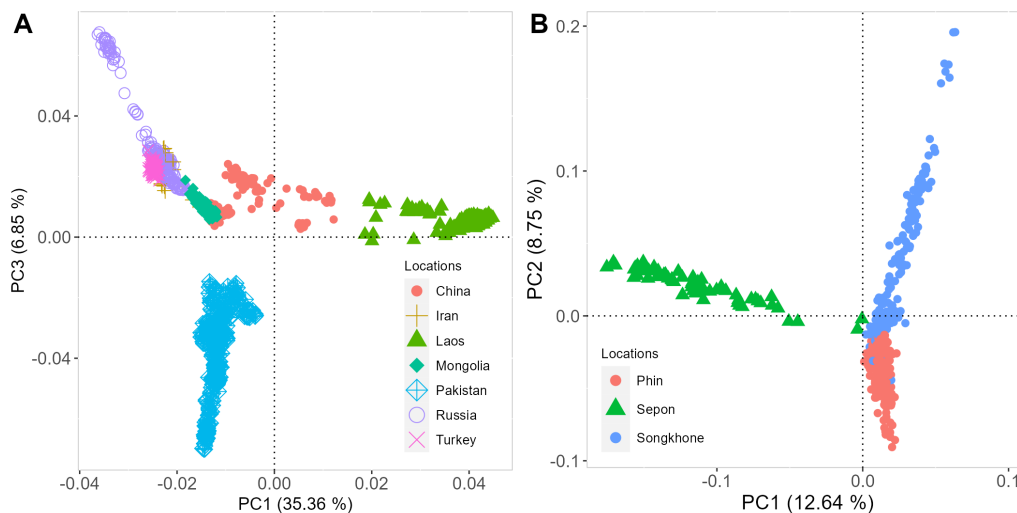 A
PC3 (6.85 %)
0.04
0.00
-0.04
-0.04
-0.02
0.00
0.02
0.04
PC1 (35.36 %)
Locations
China
Iran
Laos
Mongolia
Pakistan
Russia
Turkey
B
PC2 (8.75 %)
0.2
0.1
0.0
-0.1
-0.1
0.0
0.1
PC1 (12.64 %)
Locations
Phin
Sepon
Songkhone